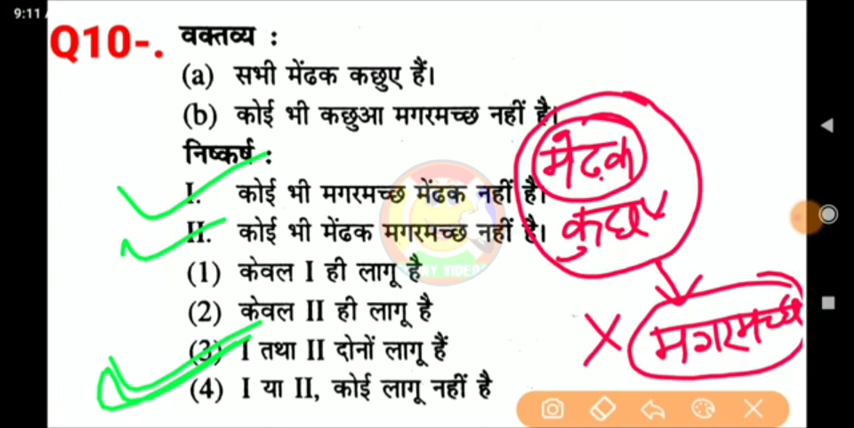 9:11
Q10-. वक्तव्य :
(a) सभी मेंढक कछुए हैं।
(b) कोई भी कछुआ मगरमच्छ नहीं है।
निष्कर्ष :
I. कोई भी मगरमच्छ मेंढक नहीं है।
II. कोई भी मेंढक मगरमच्छ नहीं है।
(1) केवल I ही लागू है
(2) केवल II ही लागू है
(3) I तथा II दोनों लागू हैं
(4) I या II, कोई लागू नहीं है
मेंढक
मगरमच्छ